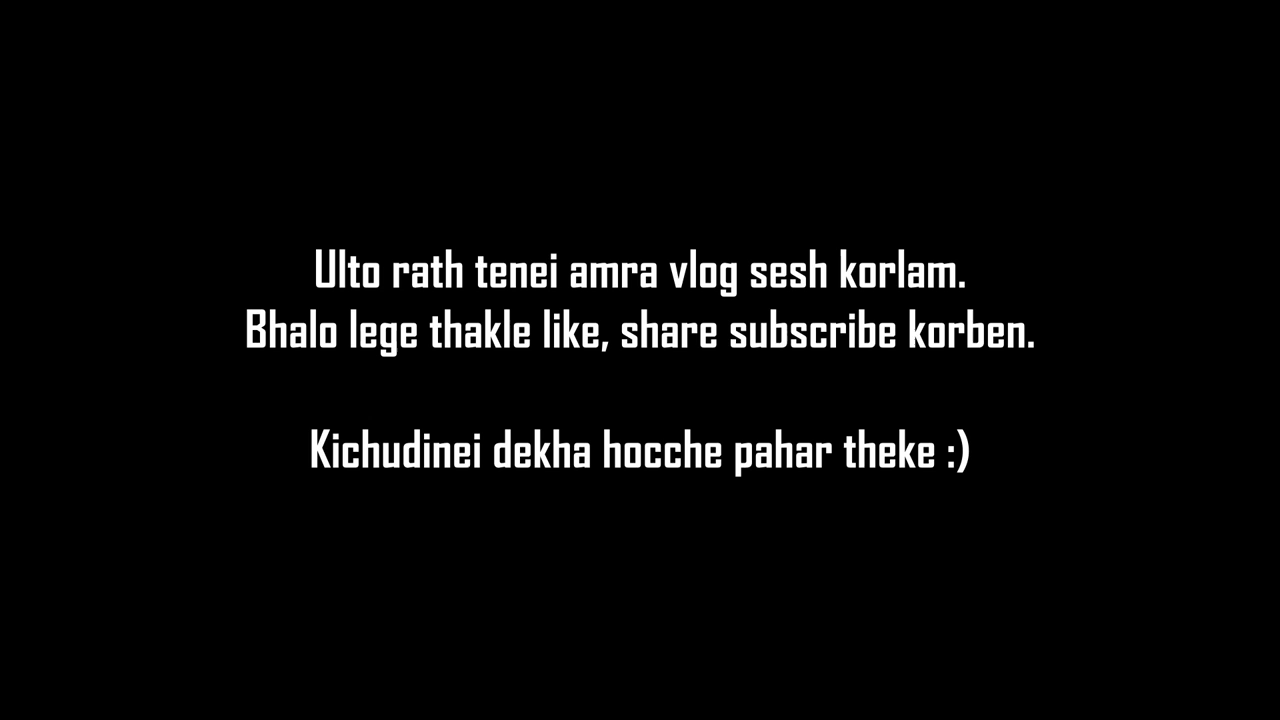 Ulto rath tenei amra vlog sesh korlam.
Bhalo lege thakle like, share subscribe korben.
Kichudinei dekha hocche pahar theke :)